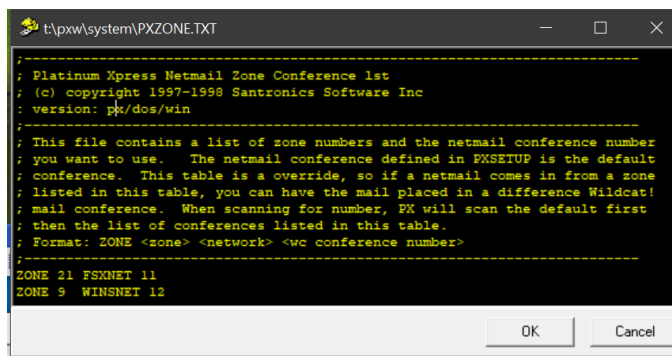 t:\pxw\system\PXZONE.TXT
;---------------------------------------------------------------------------
; Platinum Xpress Netmail Zone Conference lst
; (c) copyright 1997-1998 Santronics Software Inc
: version: px/dos/win
;---------------------------------------------------------------------------
; This file contains a list of zone numbers and the netmail conference number
; you want to use.   The netmail conference defined in PXSETUP is the default
; conference.  This table is a override, so if a netmail comes in from a zone
; listed in this table, you can have the mail placed in a difference Wildcat!
; mail conference.  When scanning for number, PX will scan the default first
; then the list of conferences listed in this table.
; Format: ZONE <zone> <network> <wc conference number>
;---------------------------------------------------------------------------
ZONE 21 FSXNET 11
ZONE 9  WINSNET 12
OK Cancel